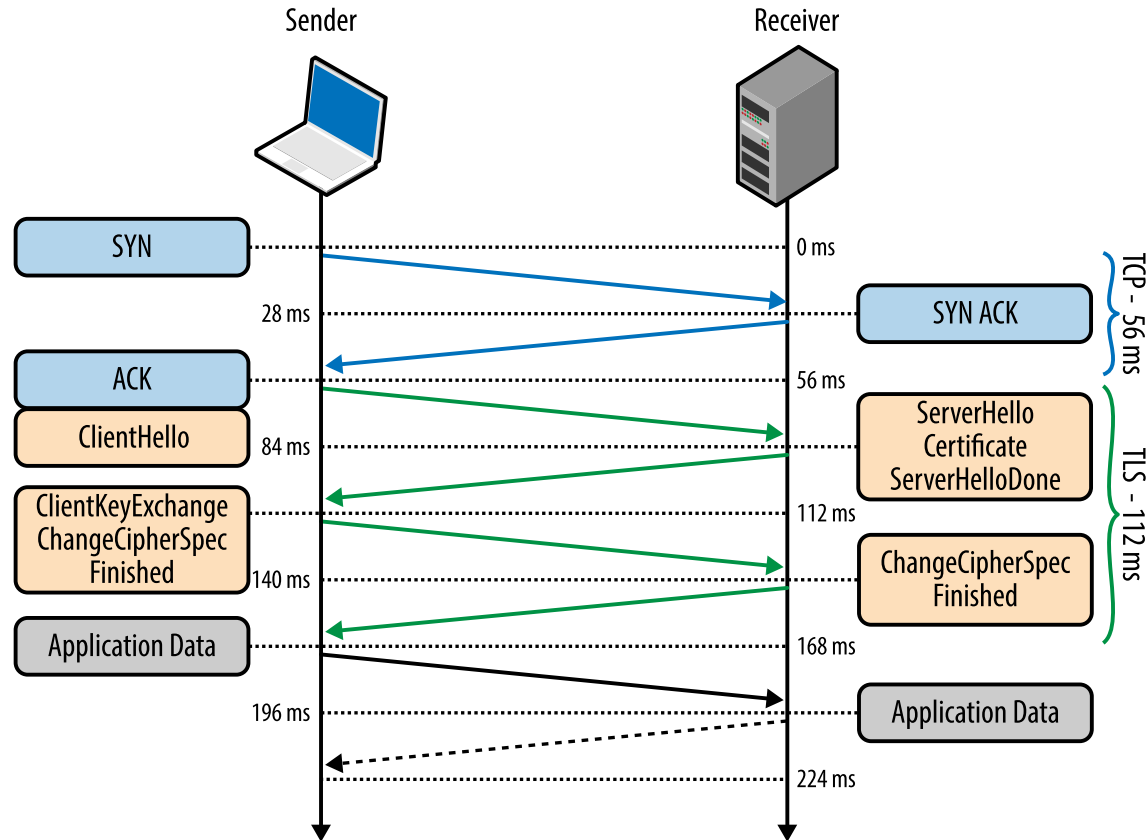 Sender
Receiver
SYN
0 ms
28 ms
SYN ACK
TCP - 56 ms
ACK
56 ms
ClientHello
84 ms
ServerHello
Certificate
ServerHelloDone
TLS - 112 ms
ClientKeyExchange
ChangeCipherSpec
Finished
112 ms
140 ms
ChangeCipherSpec
Finished
Application Data
168 ms
196 ms
Application Data
224 ms